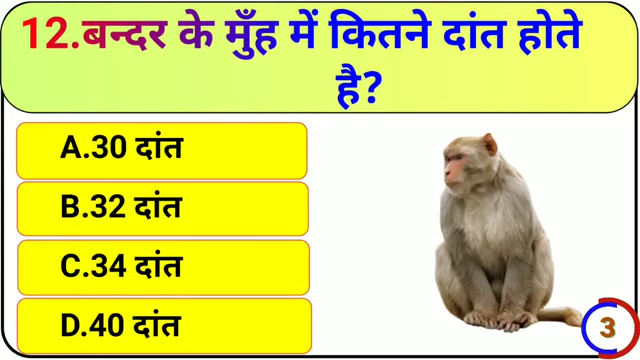 12.बन्दर के मुँह में कितने दांत होते
है?
A.30 दांत
B.32 दांत
C.34 दांत
D.40 दांत
3